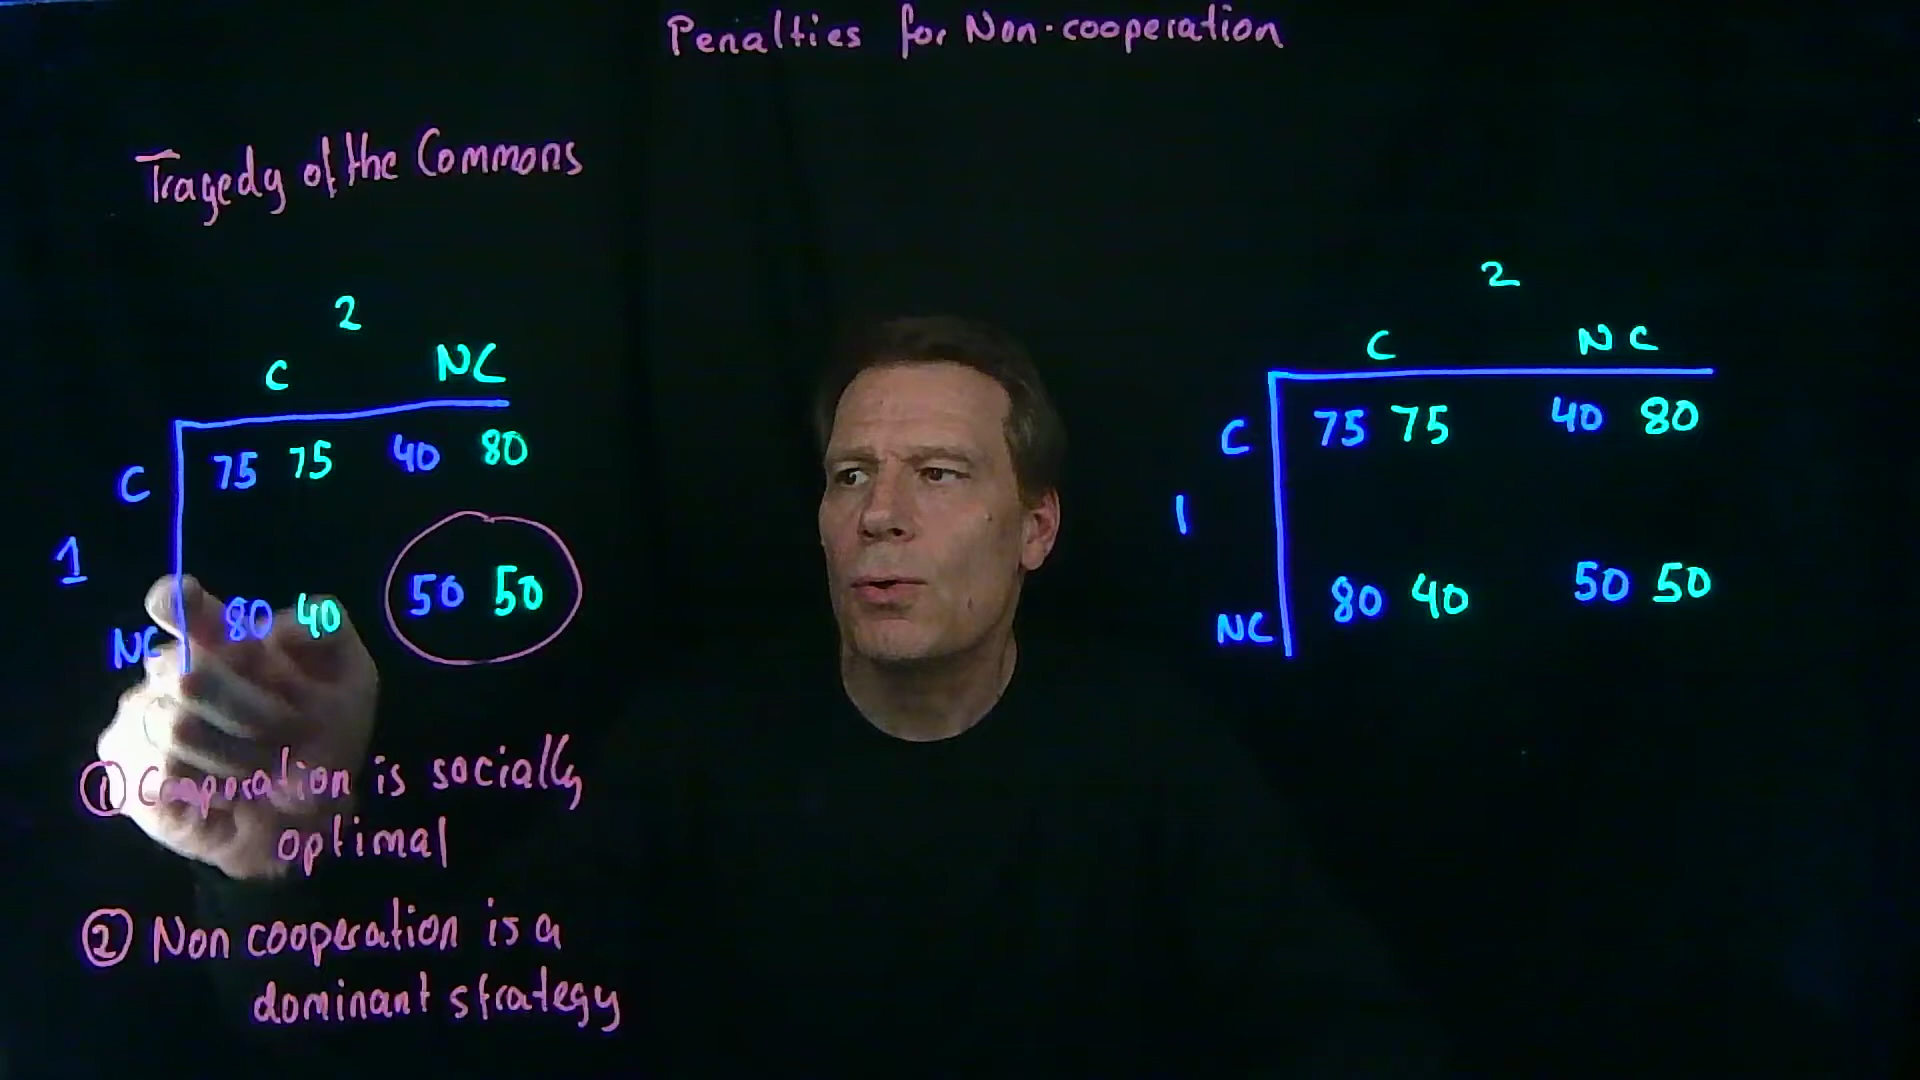 Penalties for Non-cooperation
Tragedy of the Commons
2
C NC
C 75 75 40 80
1
NC 80 40 50 50
① Cooperation is socially
optimal
② Non cooperation is a
dominant strategy
2
C NC
C 75 75 40 80
1
NC 80 40 50 50